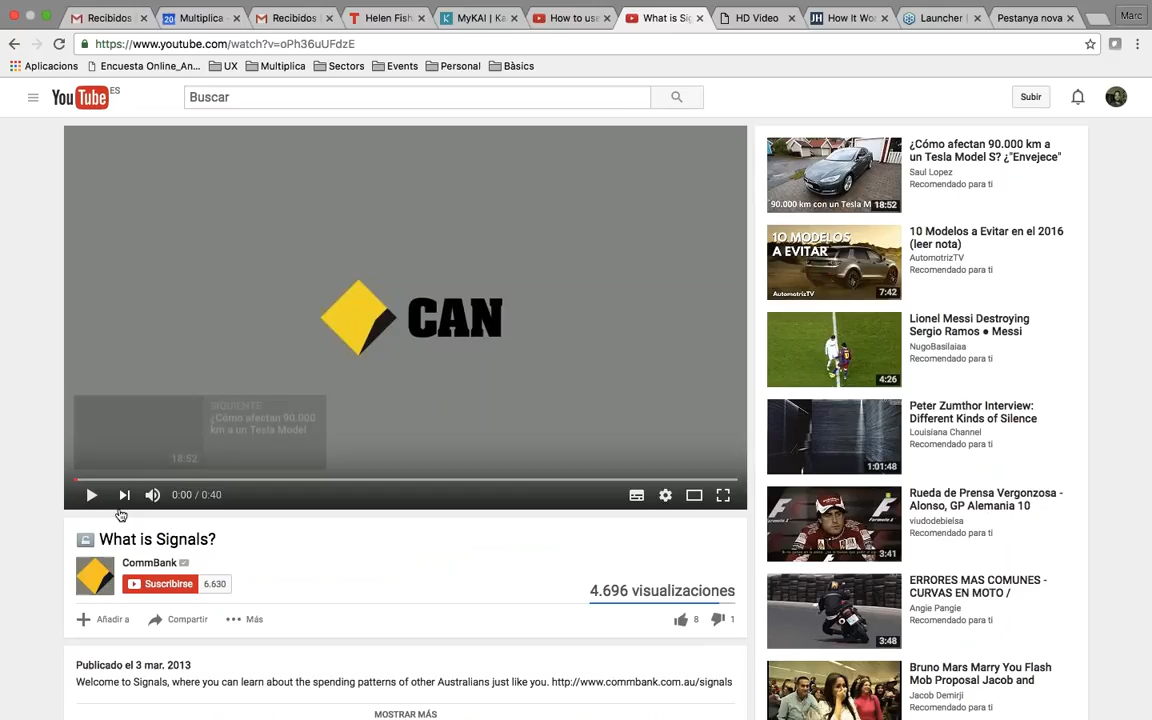 Recibidos
20 Multiplica -
Recibidos
Helen Fish
MyKAI | Ka
How to use
What is Sig
HD Video
JH How It Wo
Launcher |
Pestanya nova
Marc
https://www.youtube.com/watch?v=oPh36uUFdzE
Aplicacions
Encuesta Online_An...
UX
Multiplica
Sectors
Events
Personal
Bàsics
YouTube ES
Buscar
Subir
CAN
SIGUIENTE
¿Cómo afectan 90.000
km a un Tesla Model
18:52
0:00 / 0:40
What is Signals?
CommBank
Suscribirse 6.630
4.696 visualizaciones
Añadir a
Compartir
Más
8
1
Publicado el 3 mar. 2013
Welcome to Signals, where you can learn about the spending patterns of other Australians just like you. http://www.commbank.com.au/signals
MOSTRAR MÁS
90.000 km con un Tesla M 18:52
¿Cómo afectan 90.000 km a
un Tesla Model S? ¿"Envejece"
Saul Lopez
Recomendado para ti
10 MODELOS
A EVITAR
AutomotrizTV
7:42
10 Modelos a Evitar en el 2016
(leer nota)
AutomotrizTV
Recomendado para ti
4:26
Lionel Messi Destroying
Sergio Ramos ● Messi
NugoBasilaiaa
Recomendado para ti
1:01:48
Peter Zumthor Interview:
Different Kinds of Silence
Louisiana Channel
Recomendado para ti
3:41
Rueda de Prensa Vergonzosa -
Alonso, GP Alemania 10
viudodebielsa
Recomendado para ti
3:48
ERRORES MAS COMUNES -
CURVAS EN MOTO /
Angie Pangie
Recomendado para ti
Bruno Mars Marry You Flash
Mob Proposal Jacob and
Jacob Demirji
Recomendado para ti